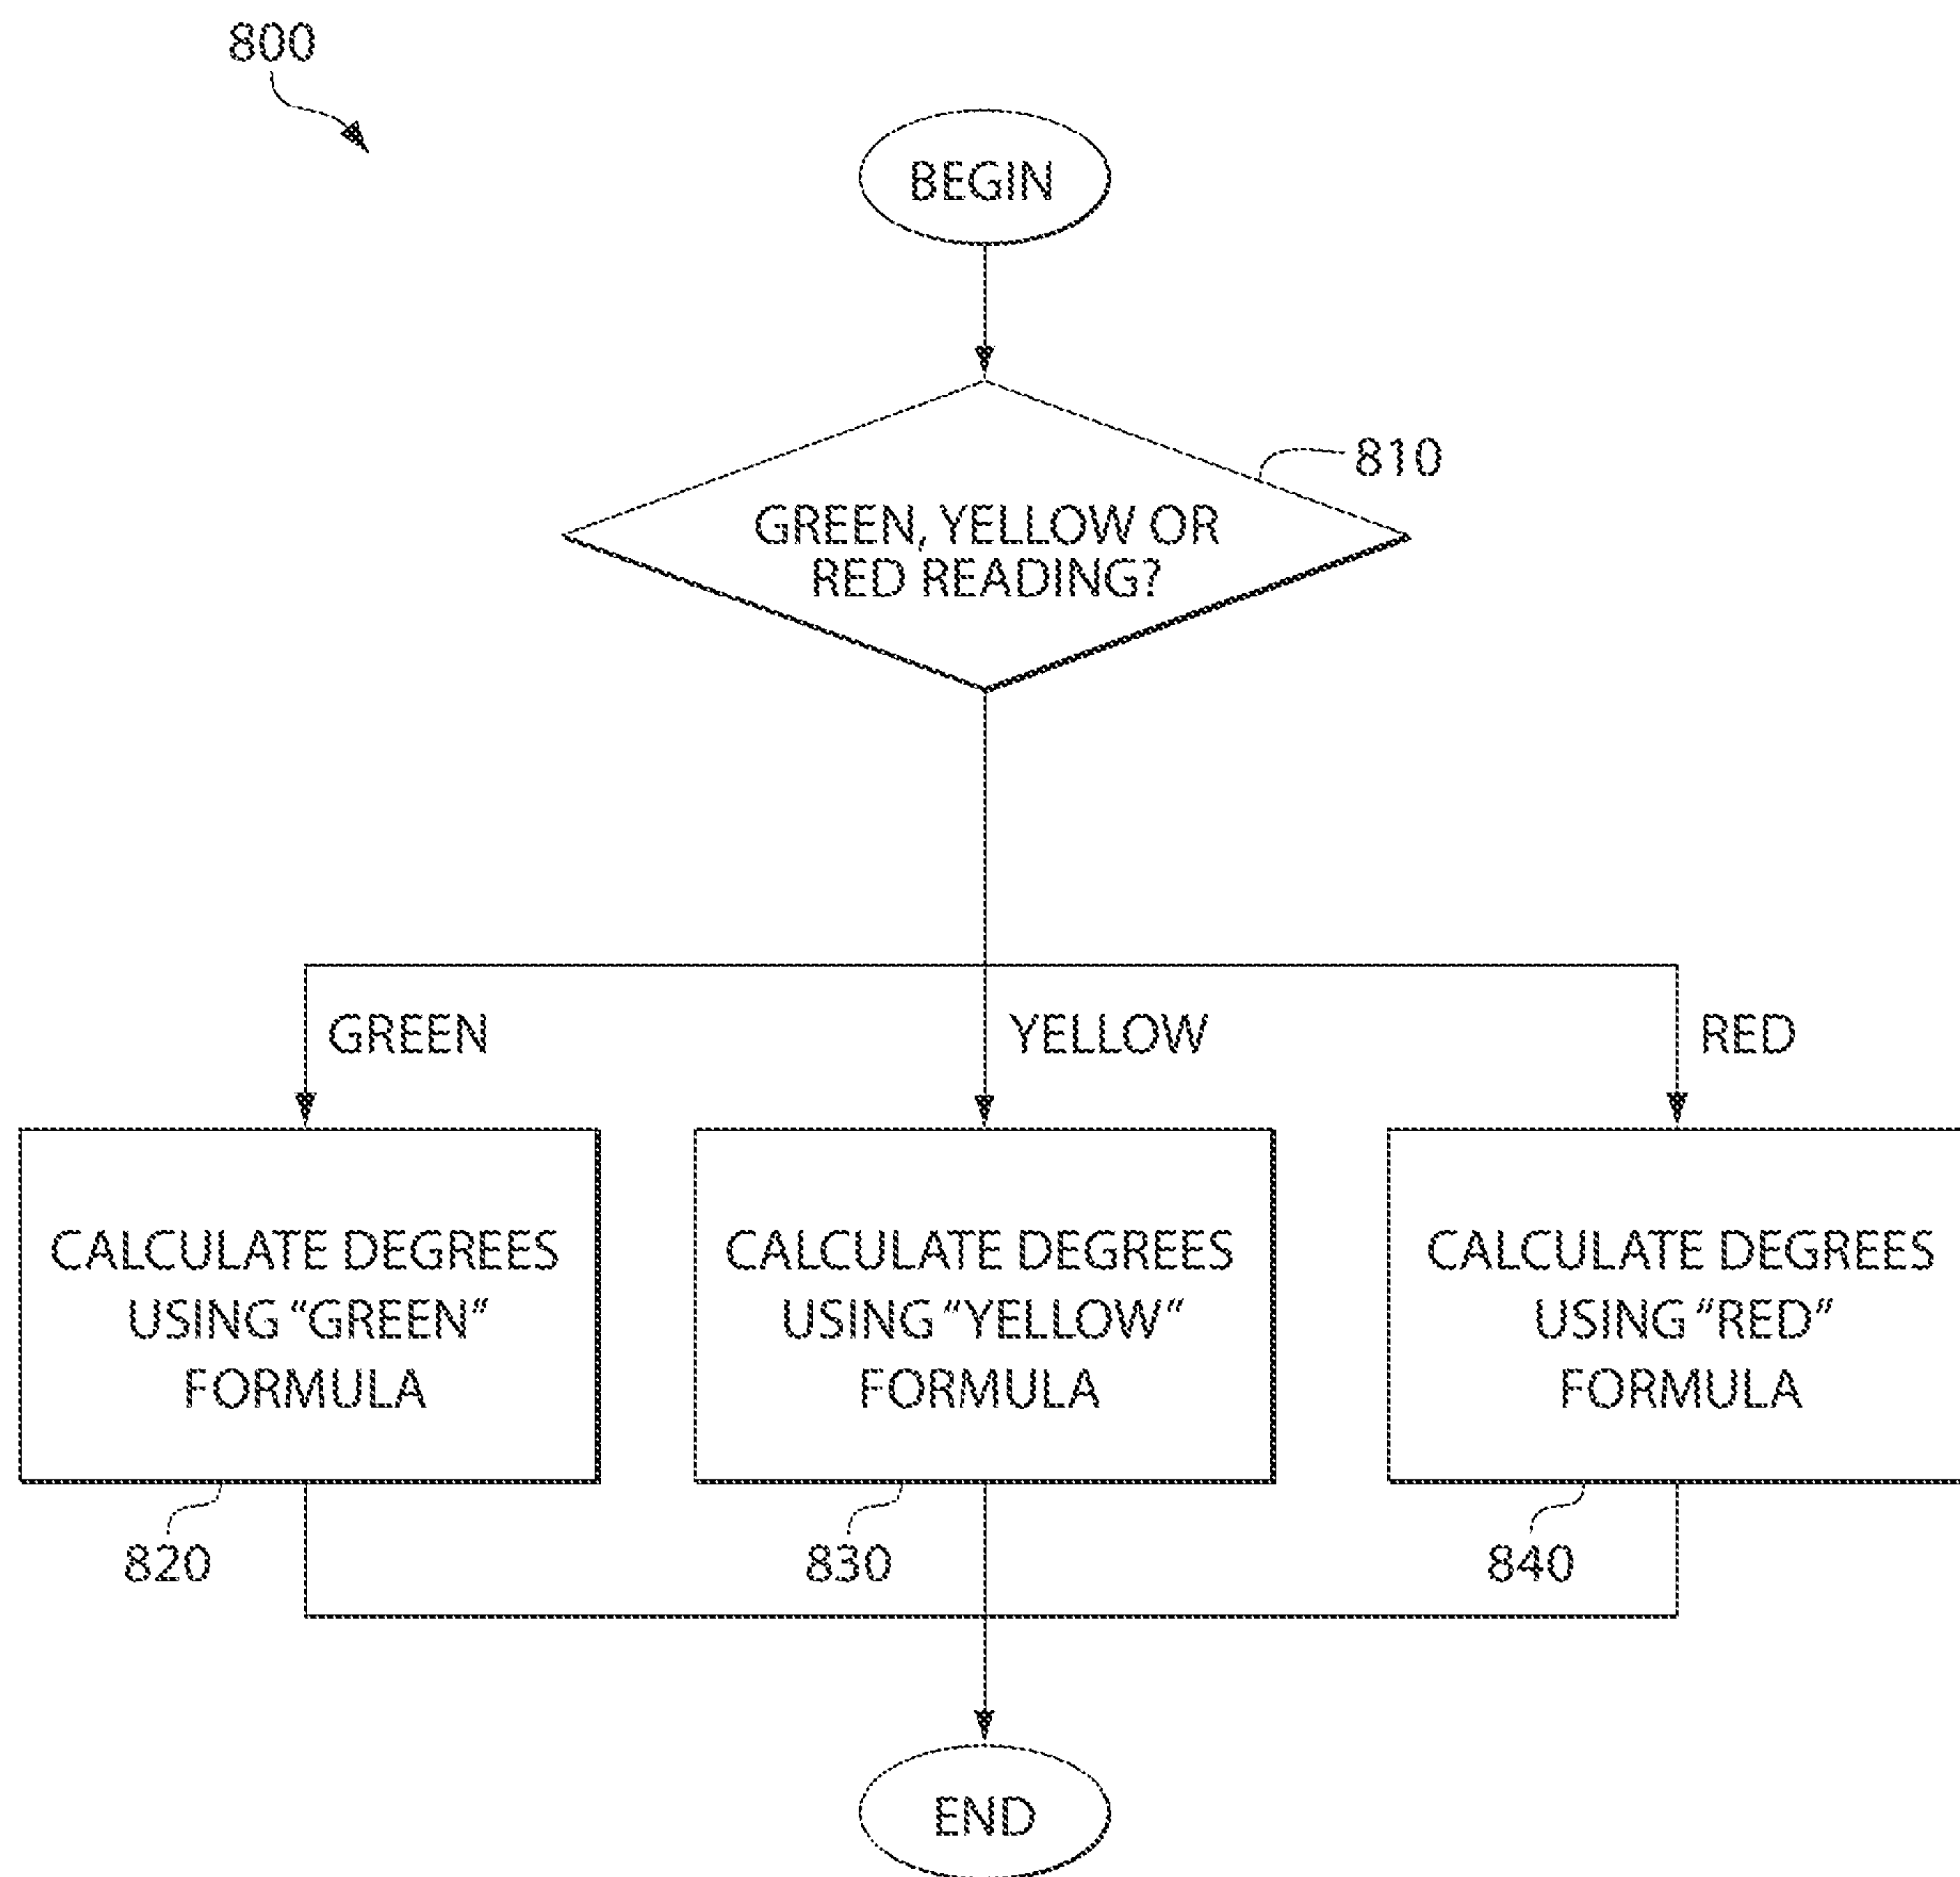 800
BEGIN
810
GREEN, YELLOW OR
RED READING?
GREEN
YELLOW
RED
CALCULATE DEGREES
USING “GREEN”
FORMULA
CALCULATE DEGREES
USING “YELLOW“
FORMULA
CALCULATE DEGREES
USING ”RED”
FORMULA
820
830
840
END